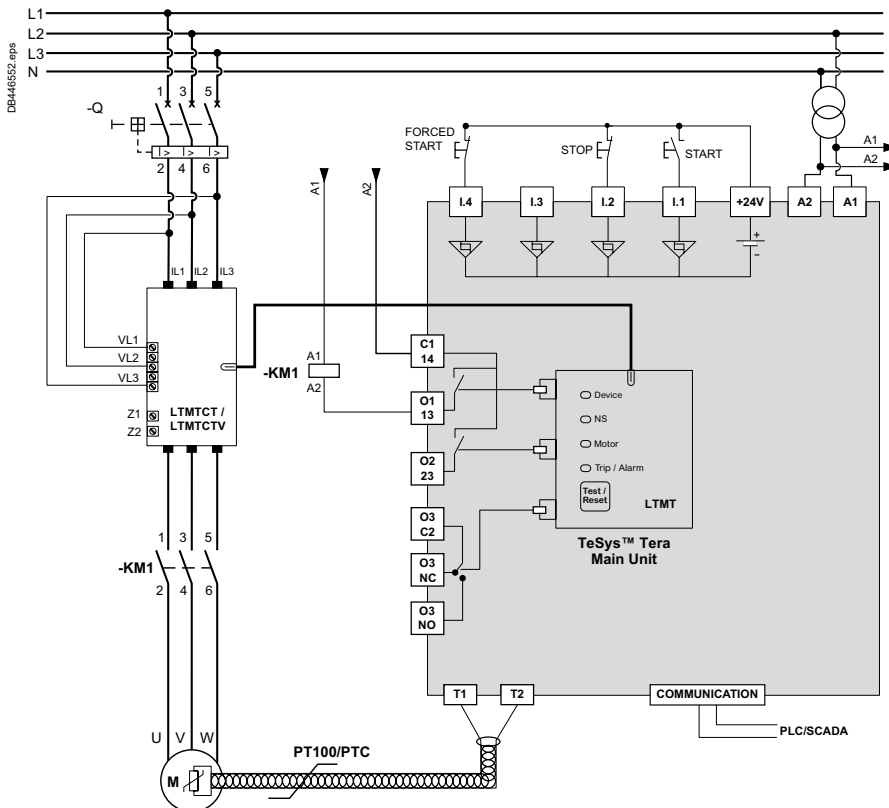 L1
L2
L3
N
DB446552.eps
-Q
1 3 5
I> I> I>
2 4 6
A1
A2
FORCED
START
STOP
START
A1
A2
I.4
I.3
I.2
I.1
+24V
A2
A1
+
−
IL1
IL2
IL3
VL1
VL2
VL3
Z1
Z2
LTMTCT /
LTMTCTV
-KM1
A1
A2
C1
14
O1
13
O2
23
O3
C2
O3
NC
O3
NO
Device
NS
Motor
Trip / Alarm
Test /
Reset
LTMT
TeSys™ Tera
Main Unit
-KM1
1 3 5
2 4 6
T1
T2
COMMUNICATION
PLC/SCADA
U V W
M
PT100/PTC